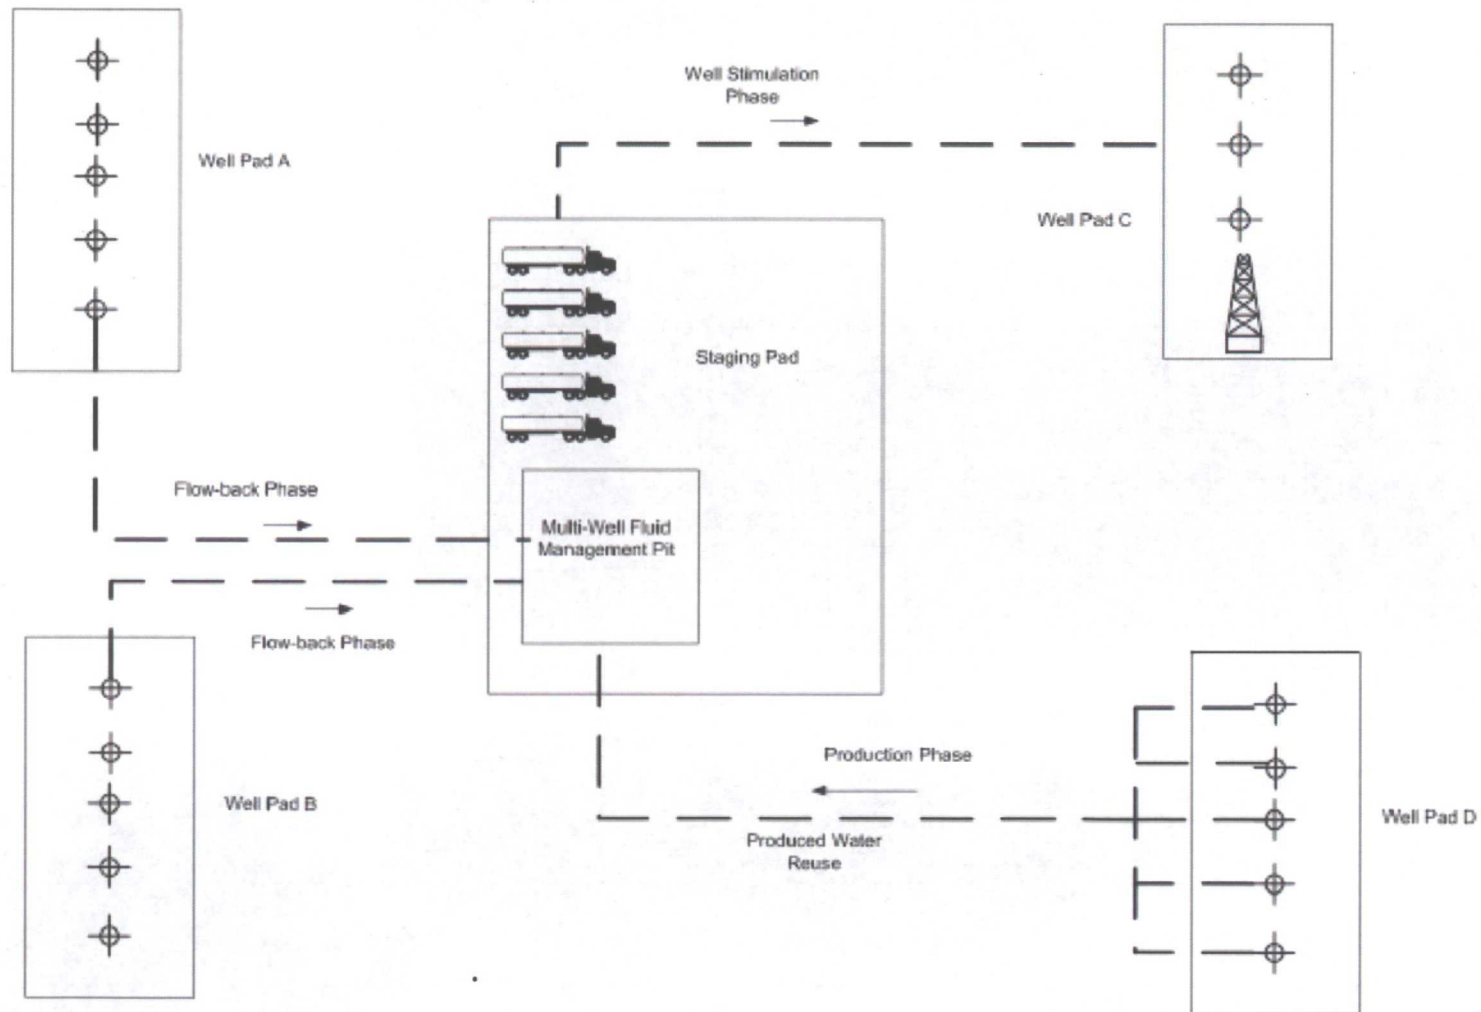 Well Stimulation
Phase
Well Pad A
Well Pad C
Staging Pad
Flow-back Phase
Multi-Well Fluid
Management Pit
Flow-back Phase
Well Pad B
Production Phase
Produced Water
Reuse
Well Pad D